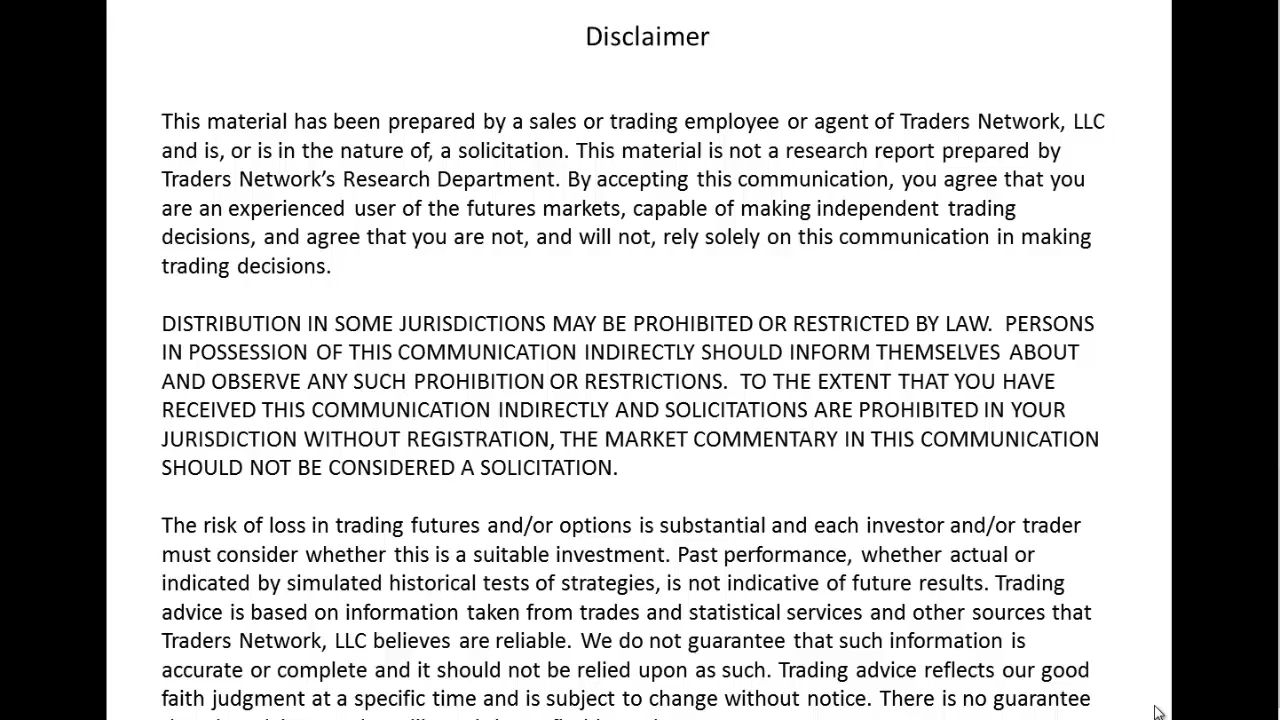 Disclaimer
This material has been prepared by a sales or trading employee or agent of Traders Network, LLC
and is, or is in the nature of, a solicitation. This material is not a research report prepared by
Traders Network’s Research Department. By accepting this communication, you agree that you
are an experienced user of the futures markets, capable of making independent trading
decisions, and agree that you are not, and will not, rely solely on this communication in making
trading decisions.
DISTRIBUTION IN SOME JURISDICTIONS MAY BE PROHIBITED OR RESTRICTED BY LAW. PERSONS
IN POSSESSION OF THIS COMMUNICATION INDIRECTLY SHOULD INFORM THEMSELVES ABOUT
AND OBSERVE ANY SUCH PROHIBITION OR RESTRICTIONS. TO THE EXTENT THAT YOU HAVE
RECEIVED THIS COMMUNICATION INDIRECTLY AND SOLICITATIONS ARE PROHIBITED IN YOUR
JURISDICTION WITHOUT REGISTRATION, THE MARKET COMMENTARY IN THIS COMMUNICATION
SHOULD NOT BE CONSIDERED A SOLICITATION.
The risk of loss in trading futures and/or options is substantial and each investor and/or trader
must consider whether this is a suitable investment. Past performance, whether actual or
indicated by simulated historical tests of strategies, is not indicative of future results. Trading
advice is based on information taken from trades and statistical services and other sources that
Traders Network, LLC believes are reliable. We do not guarantee that such information is
accurate or complete and it should not be relied upon as such. Trading advice reflects our good
faith judgment at a specific time and is subject to change without notice. There is no guarantee